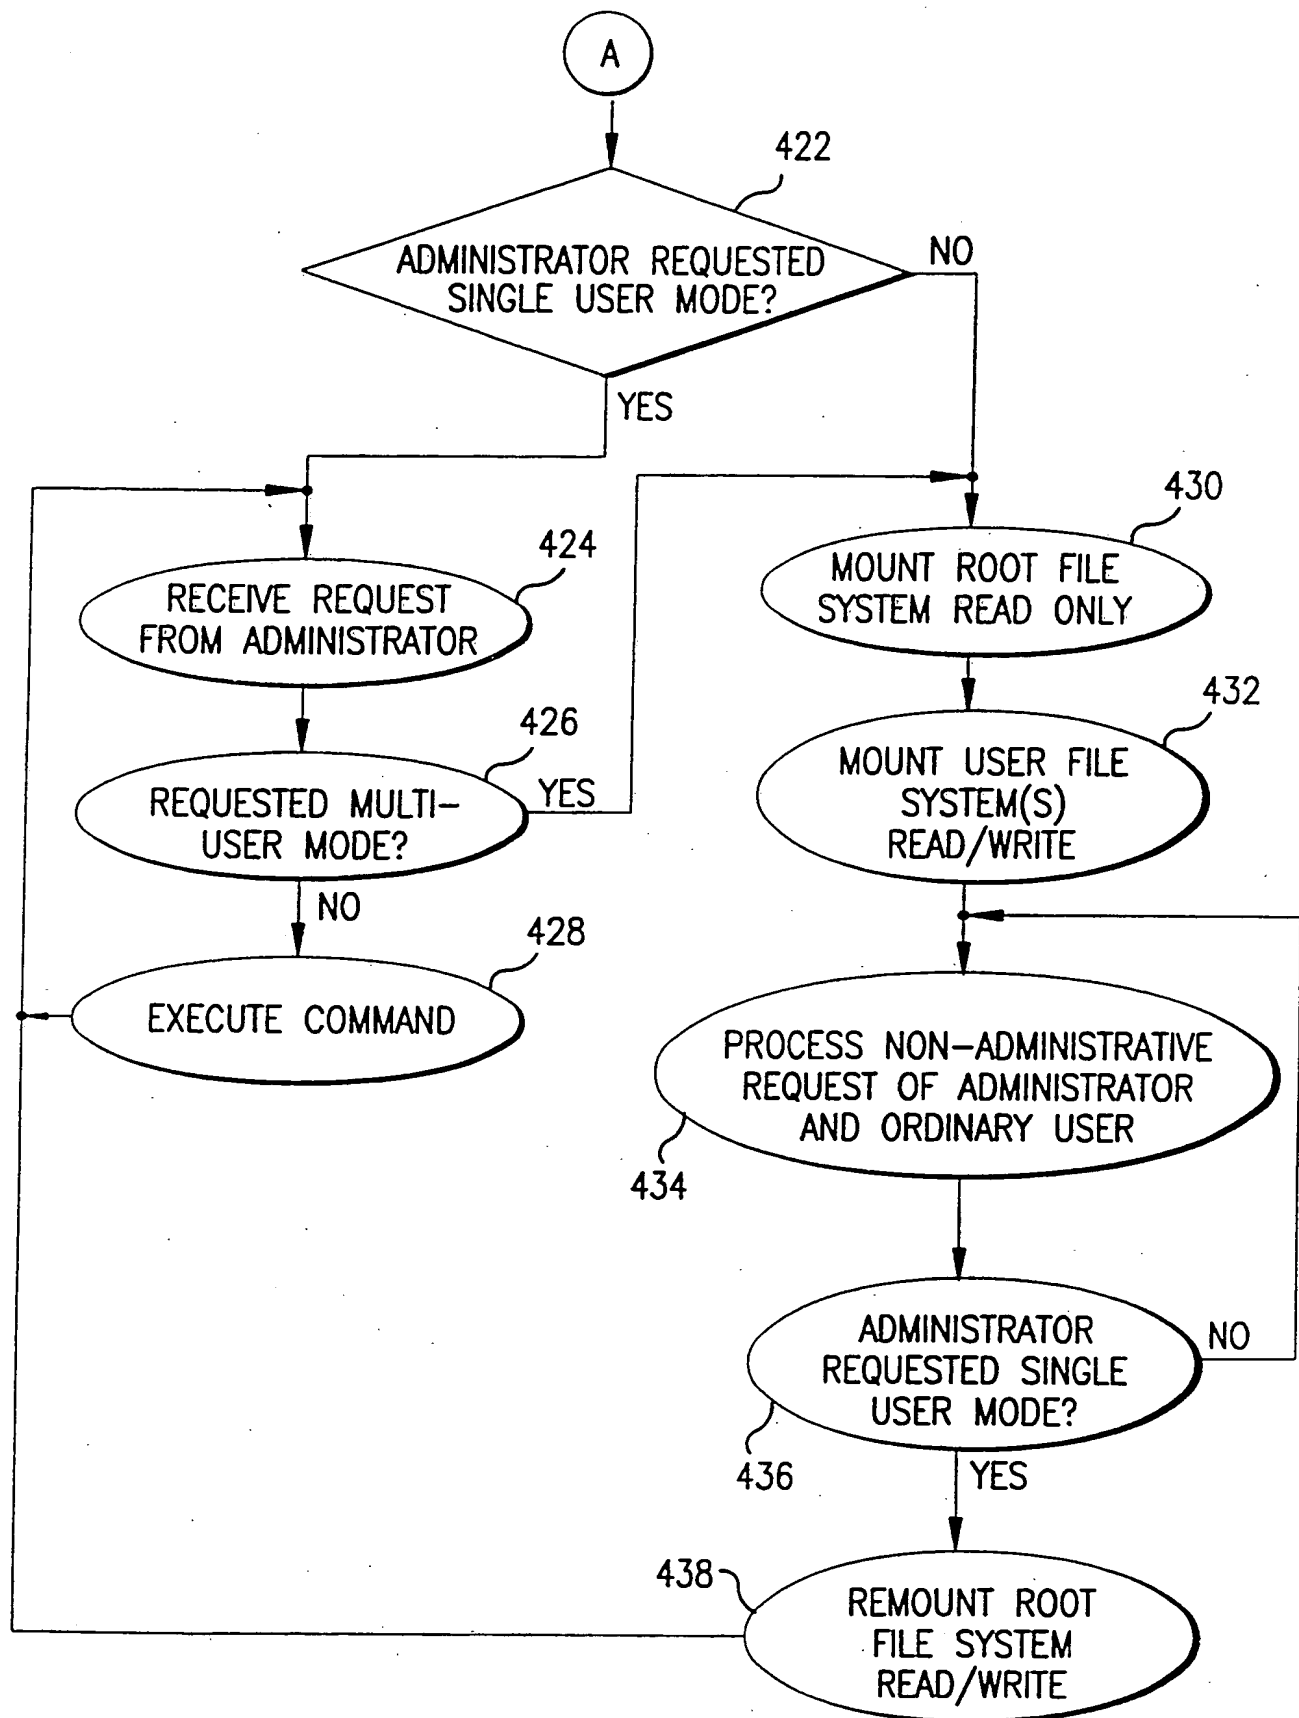 A
422
ADMINISTRATOR REQUESTED
SINGLE USER MODE?
NO
YES
430
424
MOUNT ROOT FILE
SYSTEM READ ONLY
RECEIVE REQUEST
FROM ADMINISTRATOR
432
426
MOUNT USER FILE
SYSTEM(S)
READ/WRITE
REQUESTED MULTI-
USER MODE?
YES
NO
428
EXECUTE COMMAND
PROCESS NON-ADMINISTRATIVE
REQUEST OF ADMINISTRATOR
AND ORDINARY USER
434
ADMINISTRATOR
REQUESTED SINGLE
USER MODE?
NO
436
YES
438
REMOUNT ROOT
FILE SYSTEM
READ/WRITE